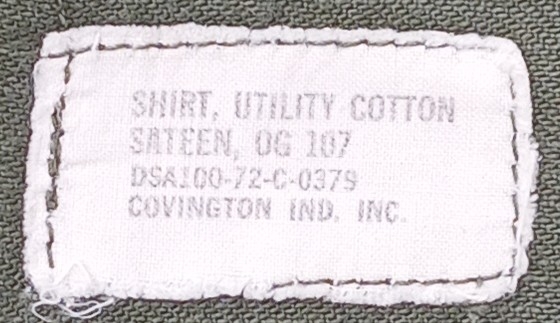 SHIRT, UTILITY COTTON
SATEEN, OG 107
DSA100-72-C-0379
COVINGTON IND. INC.